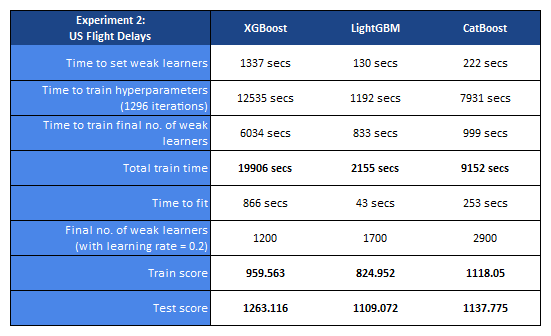 Experiment 2:
US Flight Delays XGBoost LightGBM CatBoost
Time to set weak learners 1337 secs 130 secs 222 secs
Time to train hyperparameters
(1296 iterations) 12535 secs 1192 secs 7931 secs
Time to train final no. of weak
learners 6034 secs 833 secs 999 secs
Total train time 19906 secs 2155 secs 9152 secs
Time to fit 866 secs 43 secs 253 secs
Final no. of weak learners
(with learning rate = 0.2) 1200 1700 2900
Train score 959.563 824.952 1118.05
Test score 1263.116 1109.072 1137.775